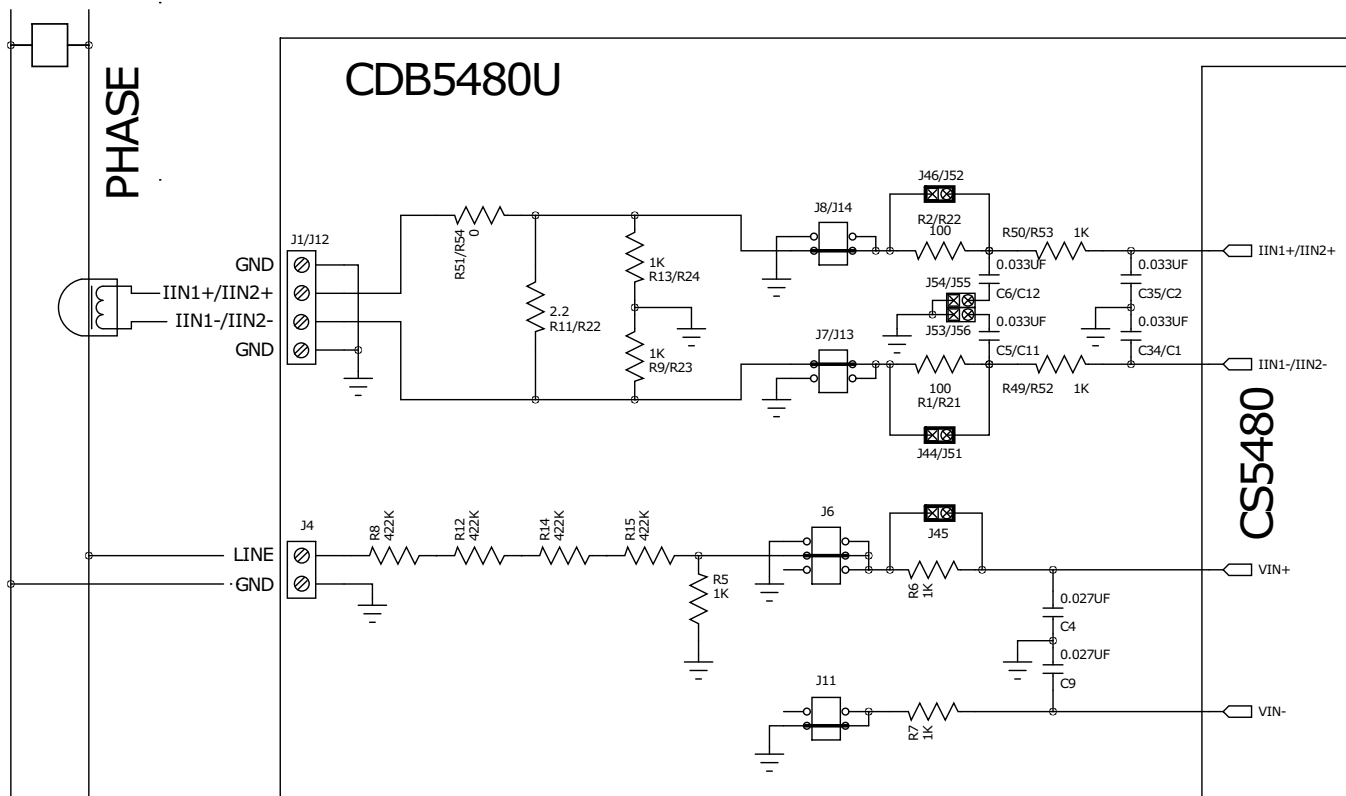 CDB5480U
PHASE
J46/J52
J8/J14
R2/R22
100
R50/R53 1K
J1/J12
GND
IIN1+/IIN2+
IIN1-/IIN2-
GND
R51/R54
0
1K
R13/R24
2.2
R11/R22
1K
R9/R23
0.033UF
C6/C12
J54/J55
J53/J56
0.033UF
C5/C11
0.033UF
C35/C2
0.033UF
C34/C1
IIN1+/IIN2+
J7/J13
100
R1/R21
R49/R52 1K
IIN1-/IIN2-
J44/J51
CS5480
J4
LINE
GND
R8
422K
R12
422K
R14
422K
R15
422K
R5
1K
J6
J45
R6
1K
VIN+
0.027UF
C4
0.027UF
C9
J11
R7
1K
VIN-